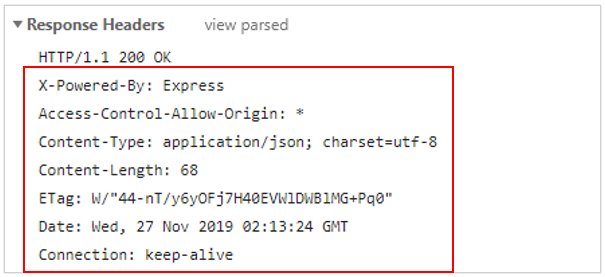 ▼ Response Headers view parsed
HTTP/1.1 200 OK
X-Powered-By: Express
Access-Control-Allow-Origin: *
Content-Type: application/json; charset=utf-8
Content-Length: 68
ETag: W/"44-nT/y6yOFj7H40EVWlDWBlMG+Pq0"
Date: Wed, 27 Nov 2019 02:13:24 GMT
Connection: keep-alive